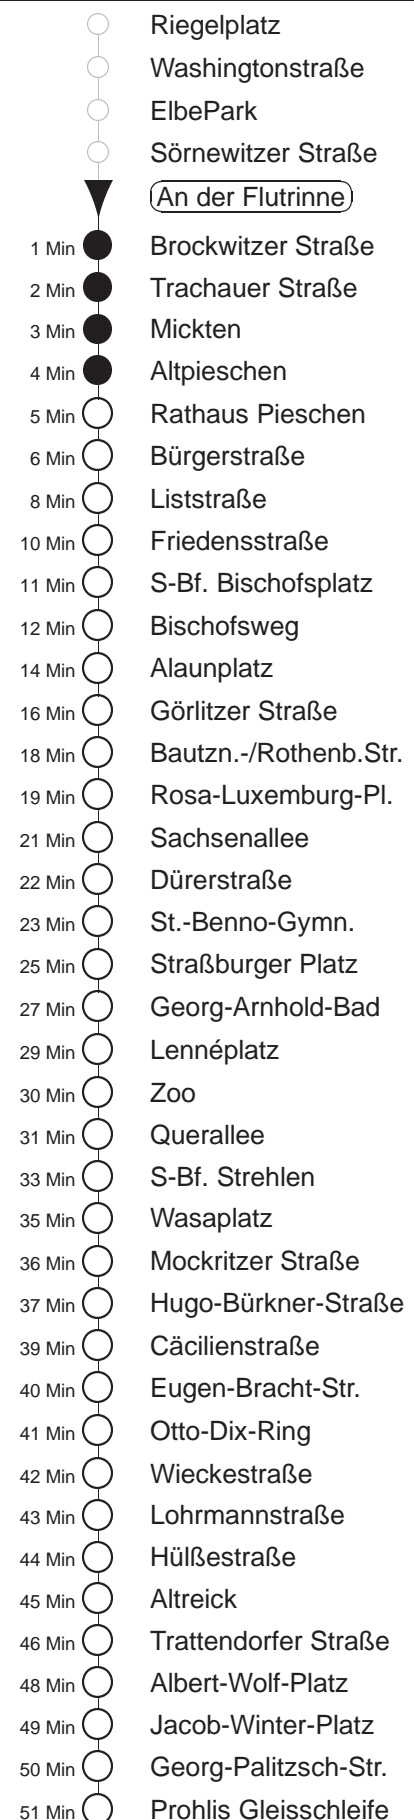 Riegelplatz
Washingtonstraße
ElbePark
Sörnewitzer Straße
An der Flutrinne
1 Min Brockwitzer Straße
2 Min Trachauer Straße
3 Min Mickten
4 Min Altpieschen
5 Min Rathaus Pieschen
6 Min Bürgerstraße
8 Min Liststraße
10 Min Friedensstraße
11 Min S-Bf. Bischofsplatz
12 Min Bischofsweg
14 Min Alaunplatz
16 Min Görlitzer Straße
18 Min Bautzn.-/Rothenb.Str.
19 Min Rosa-Luxemburg-Pl.
21 Min Sachsenallee
22 Min Dürerstraße
23 Min St.-Benno-Gymn.
25 Min Straßburger Platz
27 Min Georg-Arnhold-Bad
29 Min Lennéplatz
30 Min Zoo
31 Min Querallee
33 Min S-Bf. Strehlen
35 Min Wasaplatz
36 Min Mockritzer Straße
37 Min Hugo-Bürkner-Straße
39 Min Cäcilienstraße
40 Min Eugen-Bracht-Str.
41 Min Otto-Dix-Ring
42 Min Wieckestraße
43 Min Lohrmannstraße
44 Min Hülßestraße
45 Min Altreick
46 Min Trattendorfer Straße
48 Min Albert-Wolf-Platz
49 Min Jacob-Winter-Platz
50 Min Georg-Palitzsch-Str.
51 Min Prohlis Gleisschleife